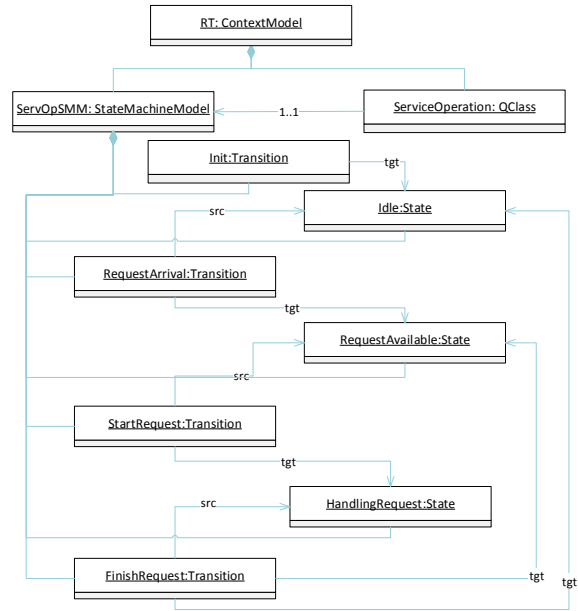 RT: ContextModel
ServOpSMM: StateMachineModel
1..1
ServiceOperation: QClass
Init:Transition
tgt
Idle:State
src
RequestArrival:Transition
tgt
RequestAvailable:State
src
StartRequest:Transition
tgt
HandlingRequest:State
src
FinishRequest:Transition
tgt
tgt